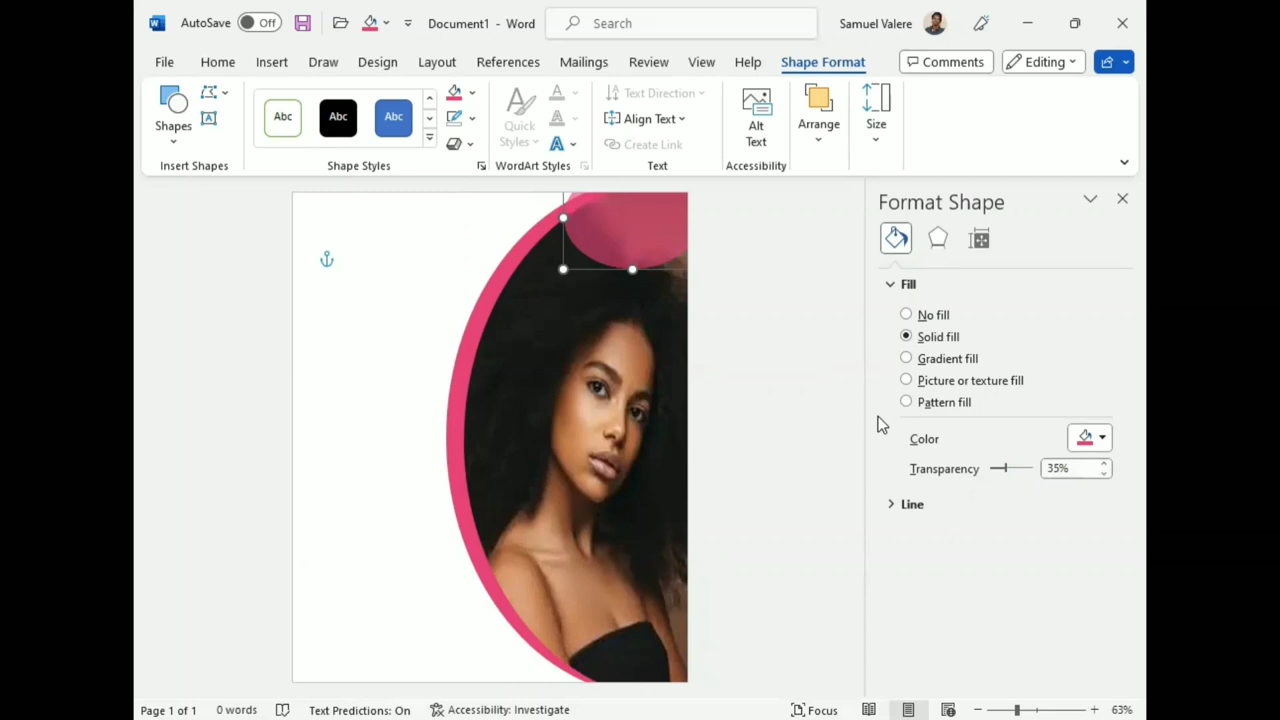 AutoSave Off Document1 - Word Search Samuel Valere
File Home Insert Draw Design Layout References Mailings Review View Help Shape Format Comments Editing
Shapes
Abc Abc Abc
Quick
Styles
Text Direction
Align Text
Create Link
Alt
Text
Arrange
Size
Insert Shapes Shape Styles WordArt Styles Text Accessibility
Format Shape
Fill
No fill
Solid fill
Gradient fill
Picture or texture fill
Pattern fill
Color
Transparency 35%
Line
Page 1 of 1 0 words Text Predictions: On Accessibility: Investigate Focus 63%